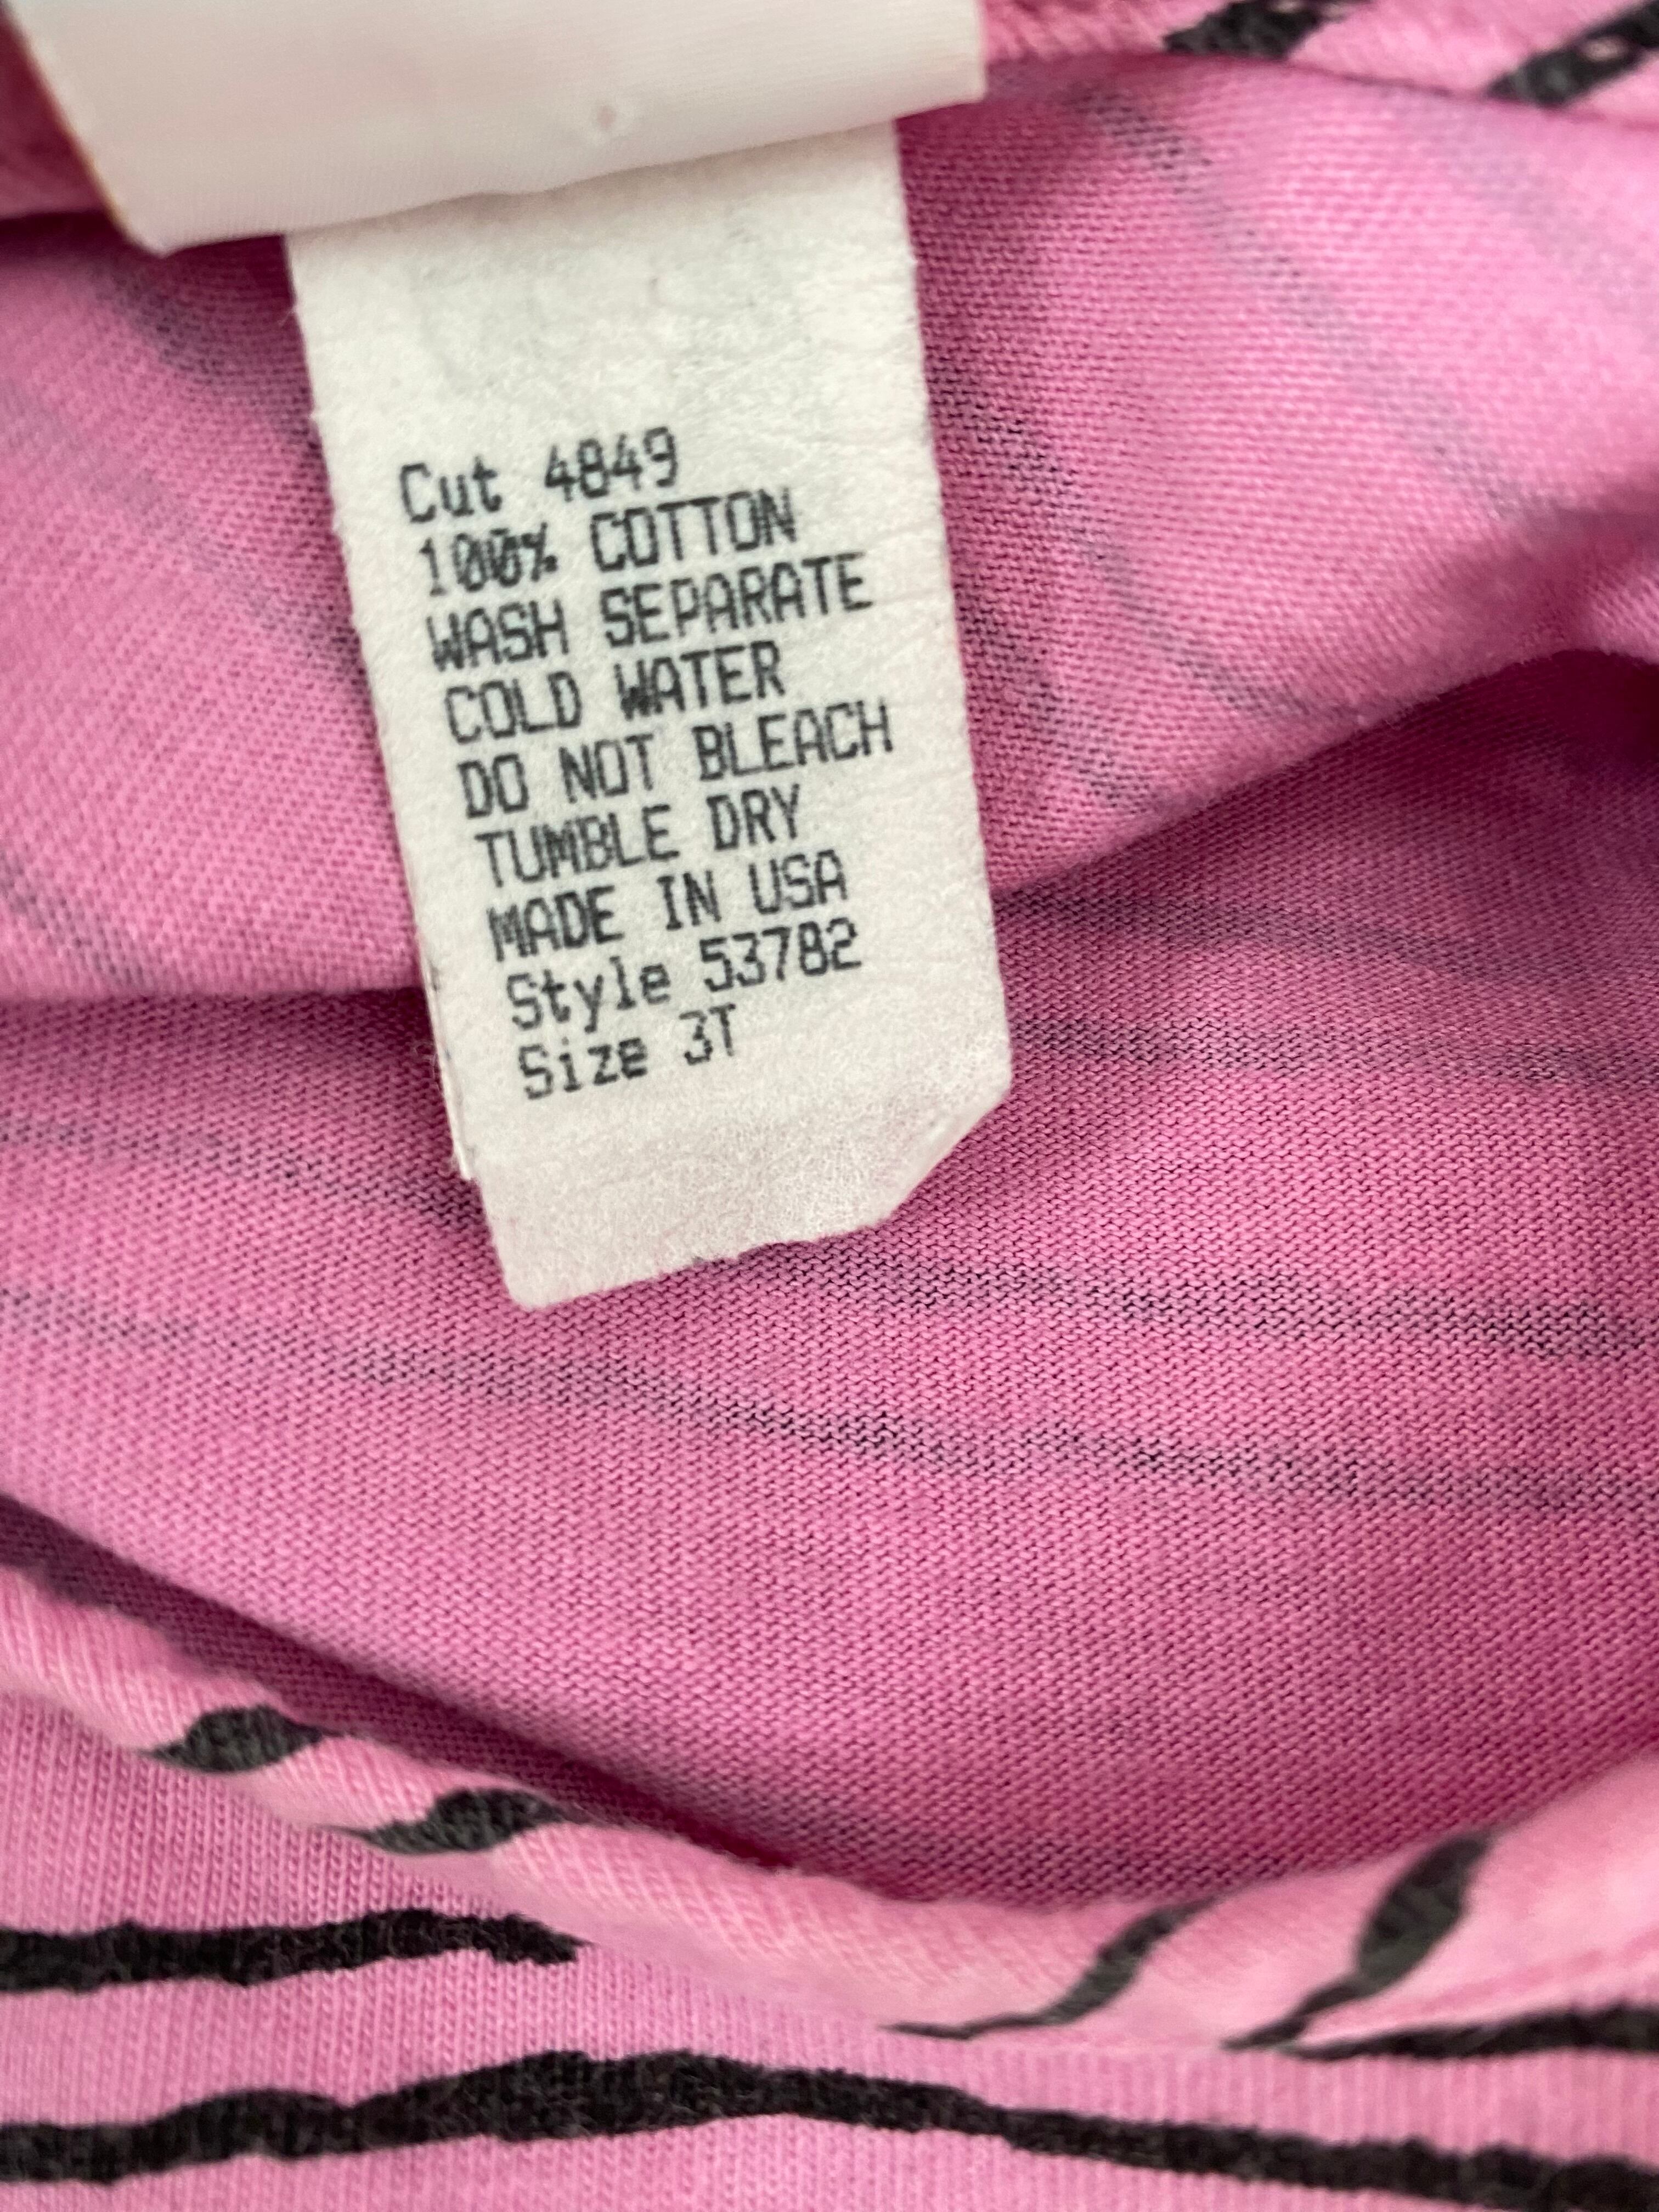 Cut 4849
100% COTTON
WASH SEPARATE
COLD WATER
DO NOT BLEACH
TUMBLE DRY
MADE IN USA
Style 53782
Size 3T